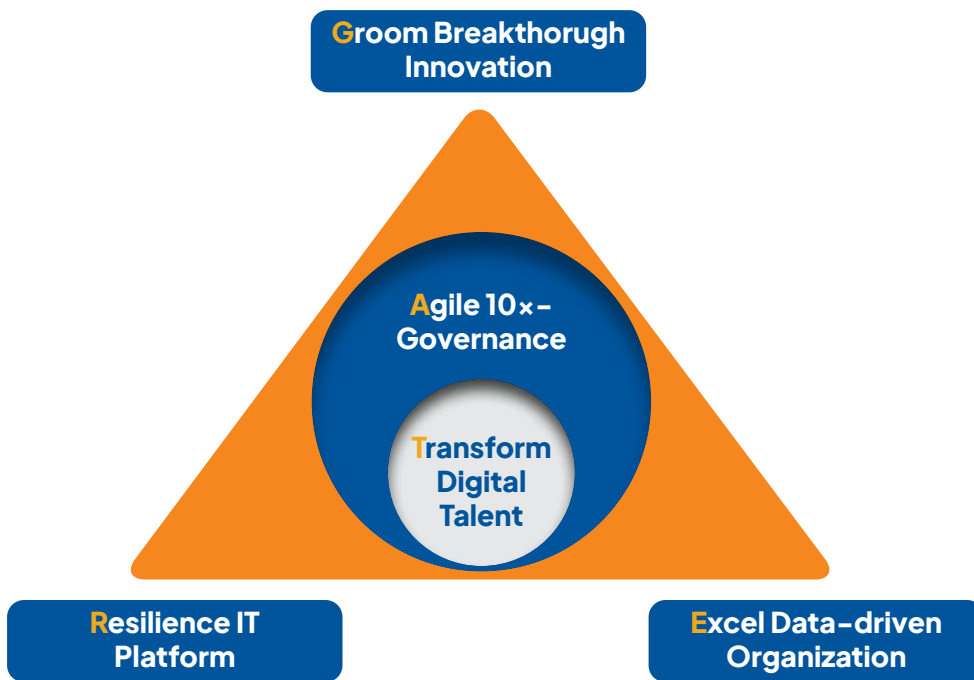 Groom Breakthorugh
Innovation
Agile 10×–
Governance
Transform
Digital
Talent
Resilience IT
Platform
Excel Data–driven
Organization